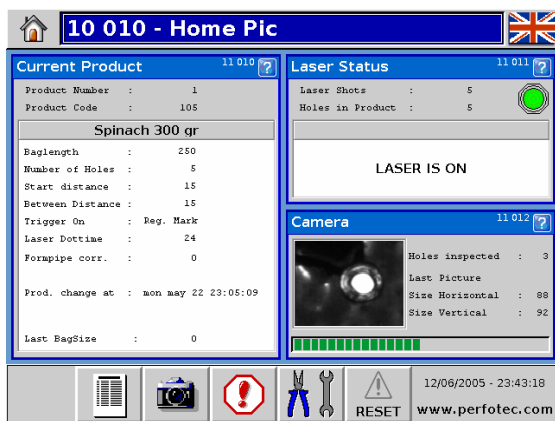 10 010 - Home Pic
Current Product 11 010 ?
Product Number : 1
Product Code : 105
Spinach 300 gr
Baglength : 250
Number of Holes : 5
Start distance : 15
Between Distance : 15
Trigger On : Reg. Mark
Laser Dottime : 24
Formpipe corr. : 0
Prod. change at : mon may 22 23:05:09
Last BagSize : 0
Laser Status 11 011 ?
Laser Shots : 5
Holes in Product : 5
LASER IS ON
Camera 11 012 ?
Holes inspected : 3
Last Picture
Size Horizontal : 88
Size Vertical : 92
RESET
12/06/2005 - 23:43:18
www.perfotec.com